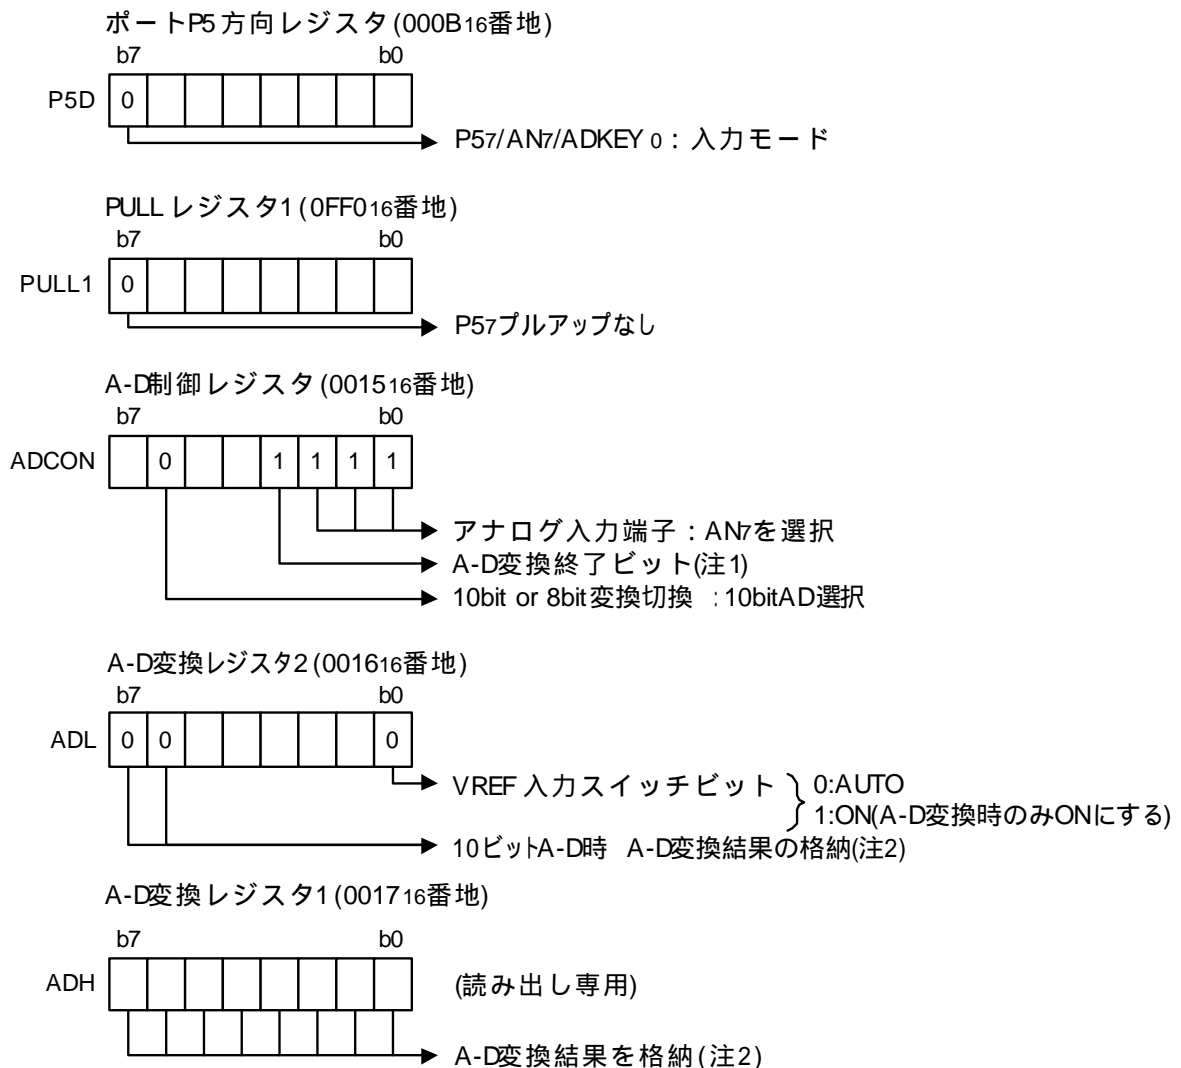 ポートP5方向レジスタ(000B16番地)
b7 b0
P5D 0
P57/AN7/ADKEY 0 : 入力モード
PULLレジスタ1(0FF016番地)
b7 b0
PULL1 0
P57プルアップなし
A-D制御レジスタ(001516番地)
b7 b0
ADCON 0 1 1 1 1
アナログ入力端子:AN7を選択
A-D変換終了ビット(注1)
10bit or 8bit変換切換 :10bitAD選択
A-D変換レジスタ2(001616番地)
b7 b0
ADL 0 0 0
VREF入力スイッチビット 0:AUTO
1:ON(A-D変換時のみONにする)
10ビットA-D時 A-D変換結果の格納(注2)
A-D変換レジスタ1(001716番地)
b7 b0
ADH (読み出し専用)
A-D変換結果を格納(注2)